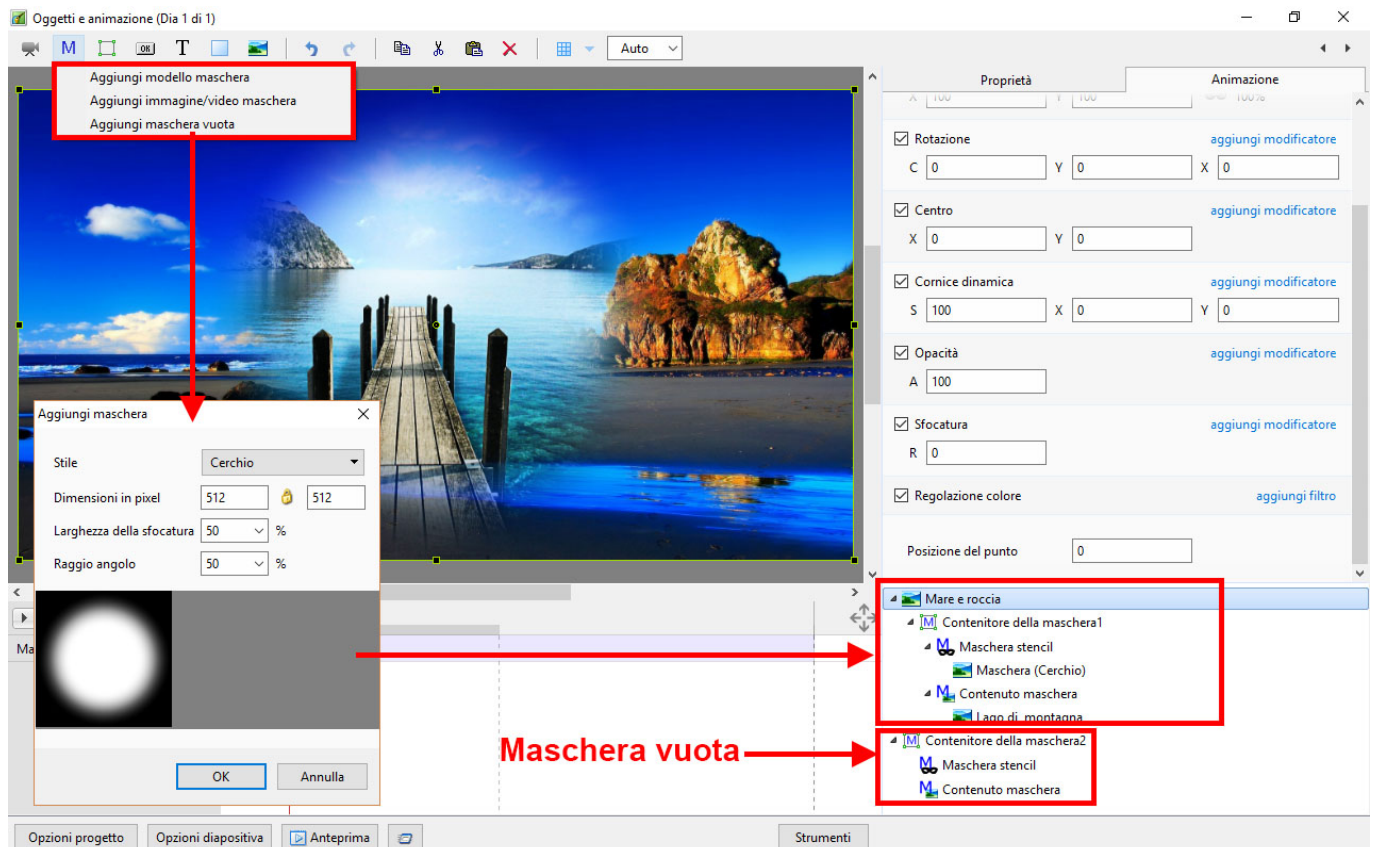 Oggetti e animazione (Dia 1 di 1)
M OK T Auto
Aggiungi modello maschera
Aggiungi immagine/video maschera
Aggiungi maschera vuota
Proprietà Animazione
X 100 Y 100 100%
Rotazione aggiungi modificatore
C 0 Y 0 X 0
Centro aggiungi modificatore
X 0 Y 0
Cornice dinamica aggiungi modificatore
S 100 X 0 Y 0
Opacità aggiungi modificatore
A 100
Sfocatura aggiungi modificatore
R 0
Regolazione colore aggiungi filtro
Posizione del punto 0
Aggiungi maschera
Stile Cerchio
Dimensioni in pixel 512 512
Larghezza della sfocatura 50 %
Raggio angolo 50 %
OK Annulla
Ma
Mare e roccia
M Contenitore della maschera1
M Maschera stencil
Maschera (Cerchio)
M Contenuto maschera
Lago di montagna
M Contenitore della maschera2
M Maschera stencil
M Contenuto maschera
Maschera vuota
Opzioni progetto Opzioni diapositiva Anteprima Strumenti